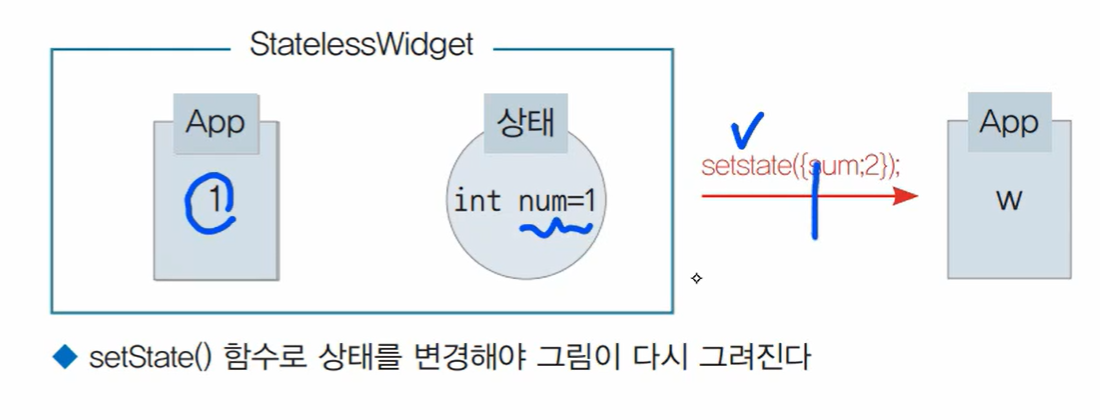 StatelessWidget
App
1
상태
int num=1
setstate({sum;2});
App
w
setState() 함수로 상태를 변경해야 그림이 다시 그려진다